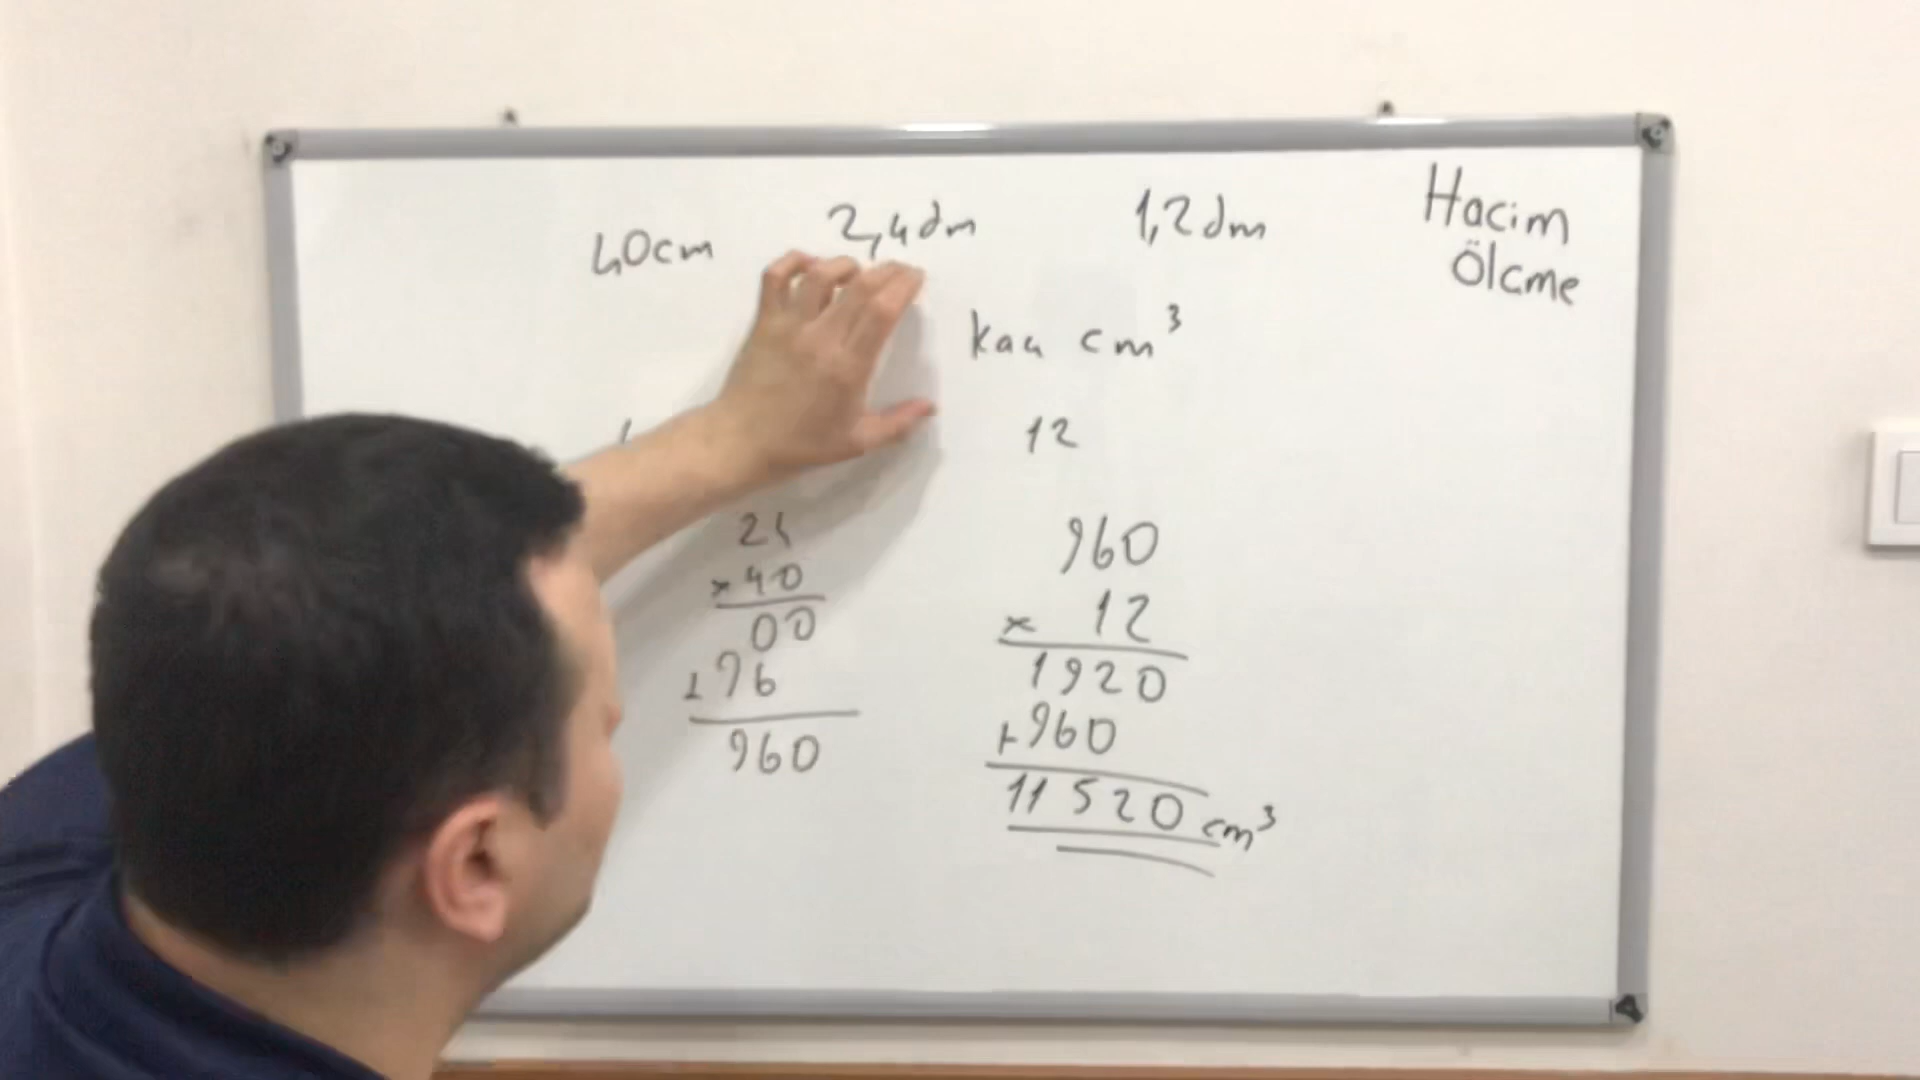 40cm 2,4dm 1,2dm
Hacim
Ölçme
kaç cm³
12
24
×40
00
+96
960
960
× 12
1920
+960
11520 cm³